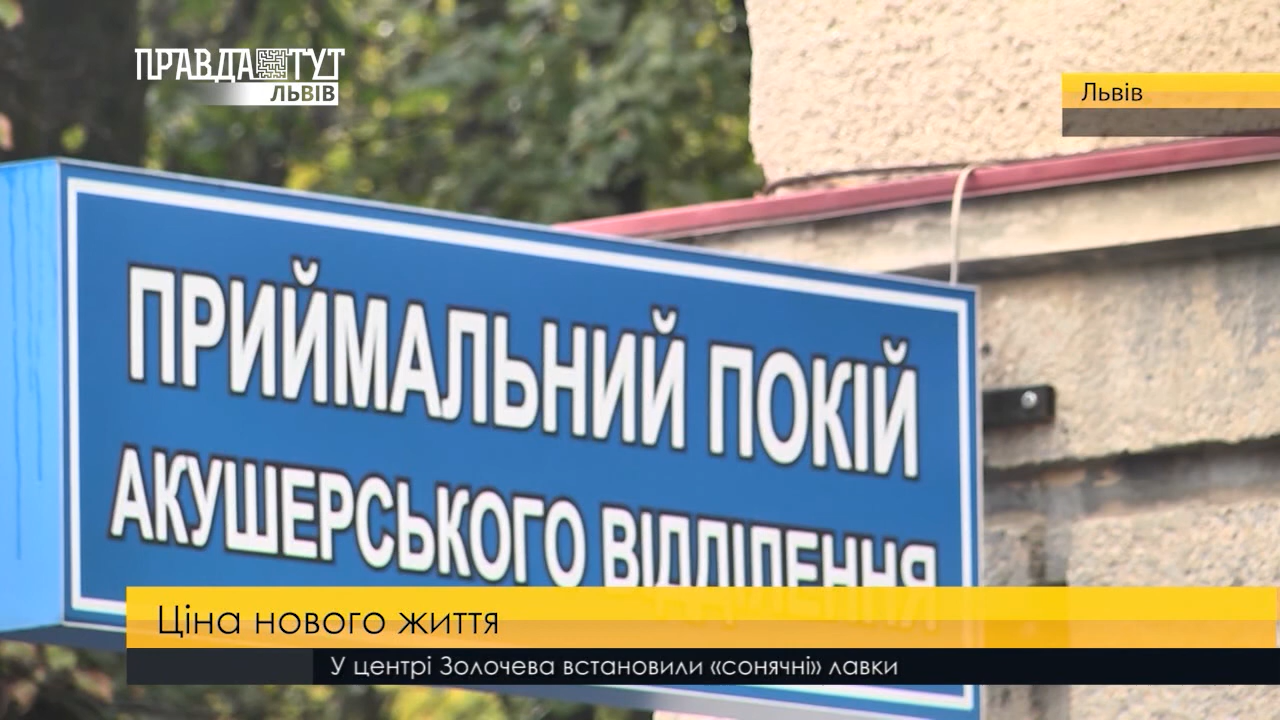 ПРАВДА ТУТ
ЛЬВІВ
Львів
ПРИЙМАЛЬНИЙ ПОКІЙ
АКУШЕРСЬКОГО ВІДДІЛЕННЯ
Ціна нового життя
У центрі Золочева встановили «сонячні» лавки